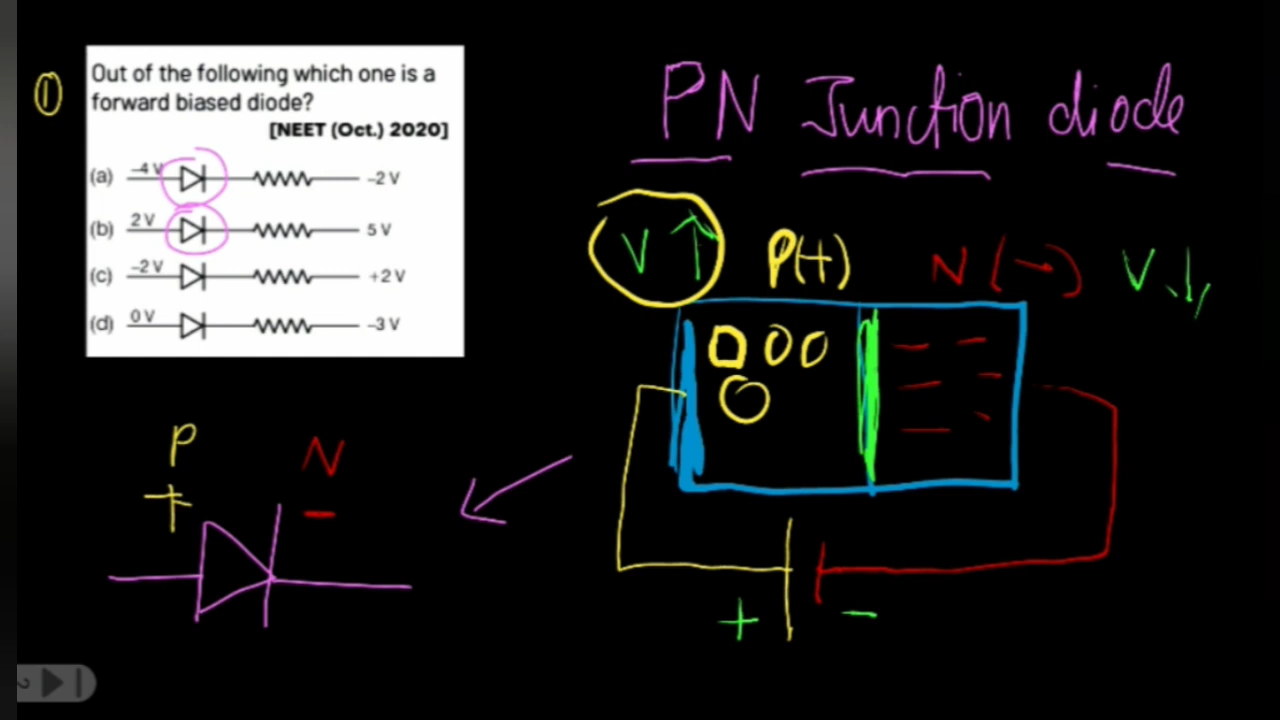 ①
Out of the following which one is a
forward biased diode?
[NEET (Oct.) 2020]
(a) -4 V -2 V
(b) 2 V 5 V
(c) -2 V +2 V
(d) 0 V -3 V
PN Junction diode
V↑ P(+) N(-) V↓
P N
+ -
+ -